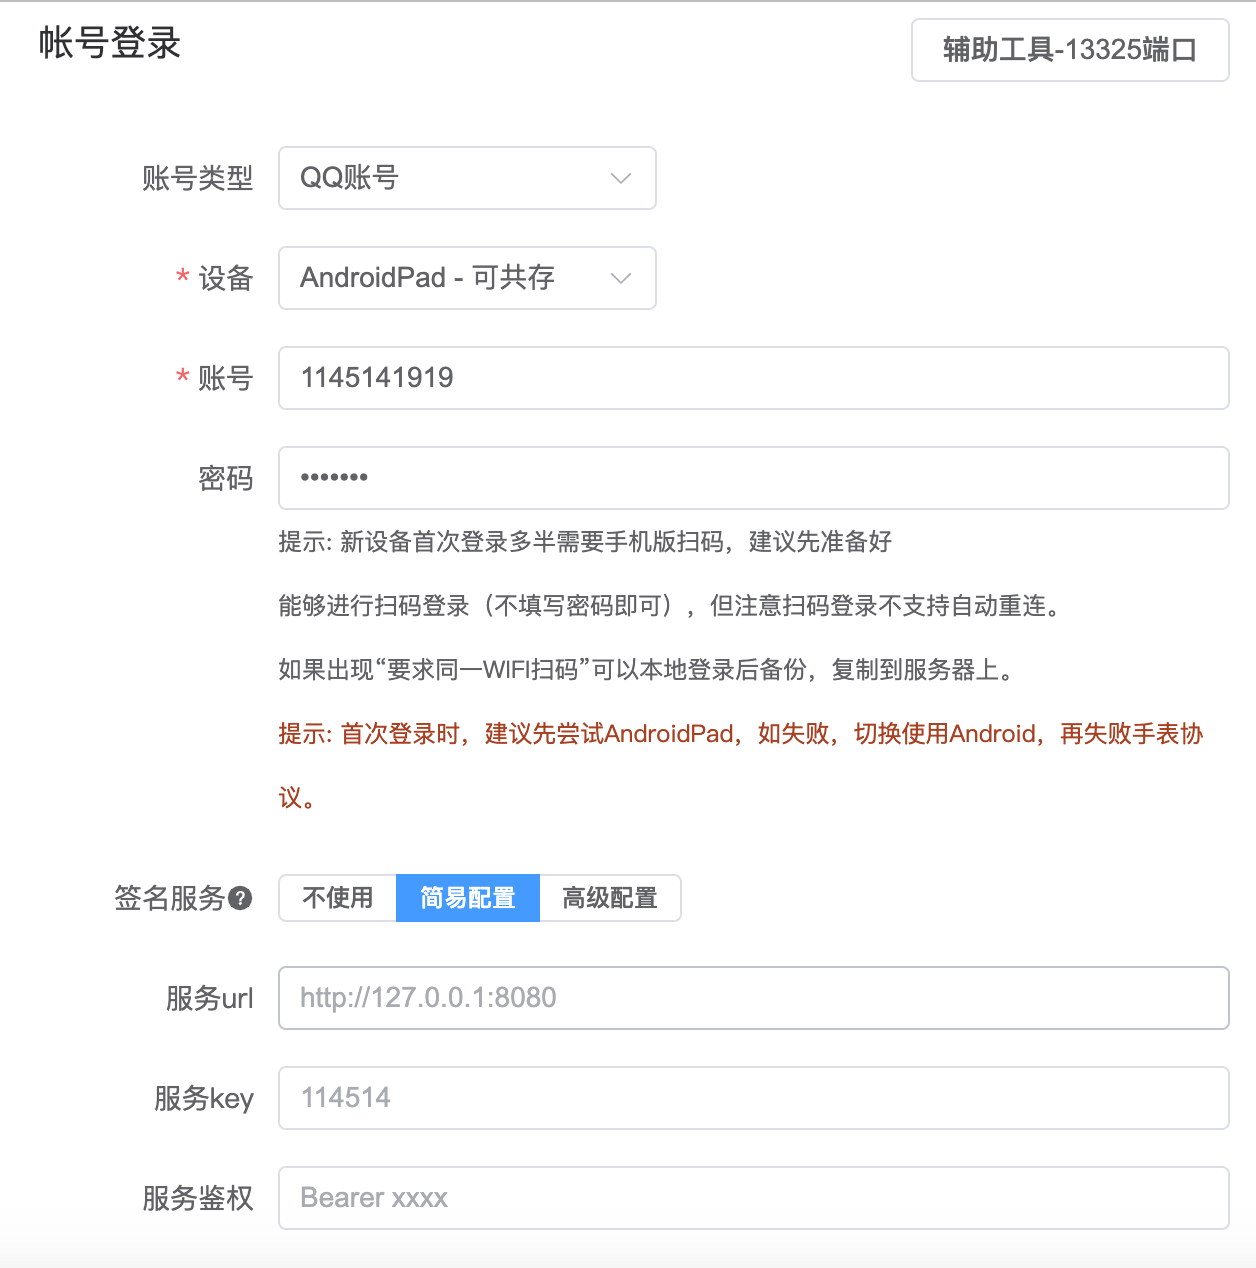 帐号登录
辅助工具-13325端口
账号类型
QQ账号
* 设备
AndroidPad - 可共存
* 账号
1145141919
密码
•••••••
提示: 新设备首次登录多半需要手机版扫码，建议先准备好
能够进行扫码登录（不填写密码即可），但注意扫码登录不支持自动重连。
如果出现“要求同一WIFI扫码”可以本地登录后备份，复制到服务器上。
提示: 首次登录时，建议先尝试AndroidPad，如失败，切换使用Android，再失败手表协
议。
签名服务?
不使用
简易配置
高级配置
服务url
http://127.0.0.1:8080
服务key
114514
服务鉴权
Bearer xxxx